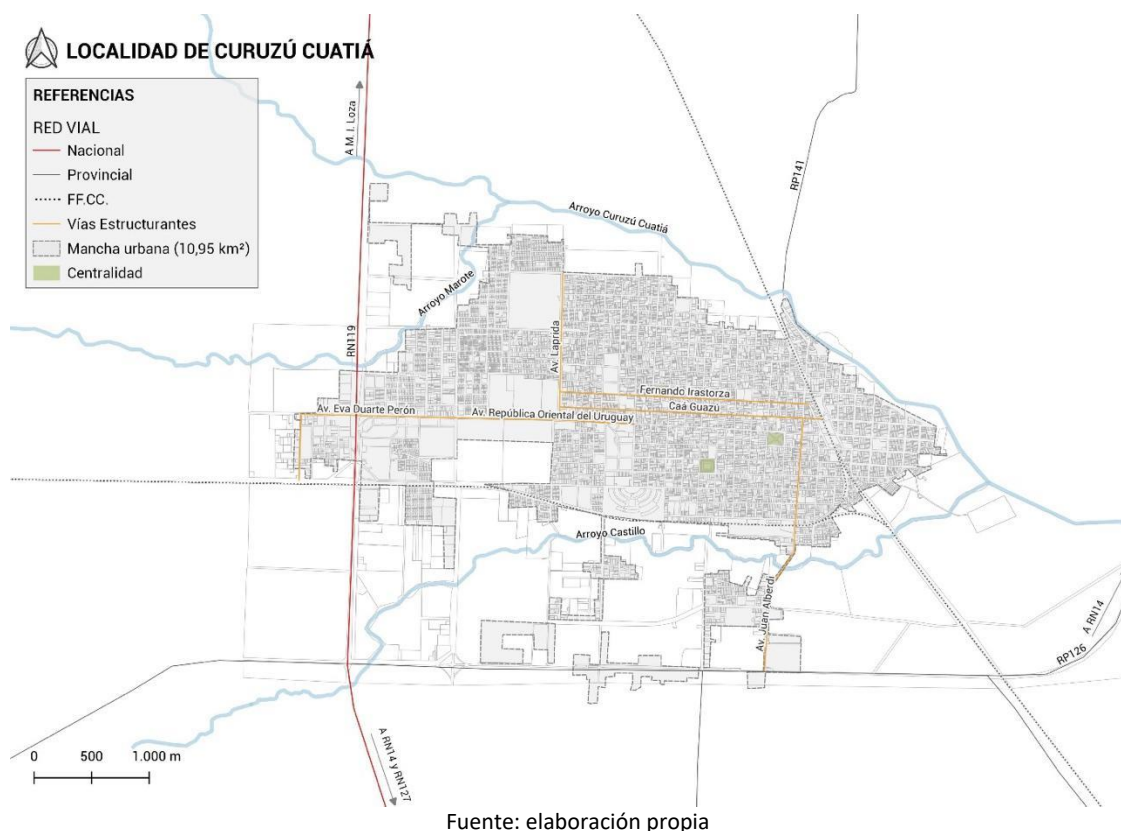 LOCALIDAD DE CURUZÚ CUATIÁ
REFERENCIAS
RED VIAL
Nacional
Provincial
FF.CC.
Vías Estructurantes
Mancha urbana (10,95 km²)
Centralidad
A M. I. Loza
RP141
Arroyo Curuzú Cuatiá
Arroyo Marote
RN119
Av. Laprida
Fernando Irastorza
Caá Guazú
Av. Eva Duarte Perón
Av. República Oriental del Uruguay
Arroyo Castillo
Av. Juan Alberdi
A RN14
RP126
A RN14 y RN127
0 500 1.000 m
Fuente: elaboración propia